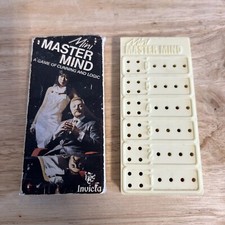 Mini
MASTER
MIND
A GAME OF CUNNING AND LOGIC
Invicta
Mini
MASTER MIND